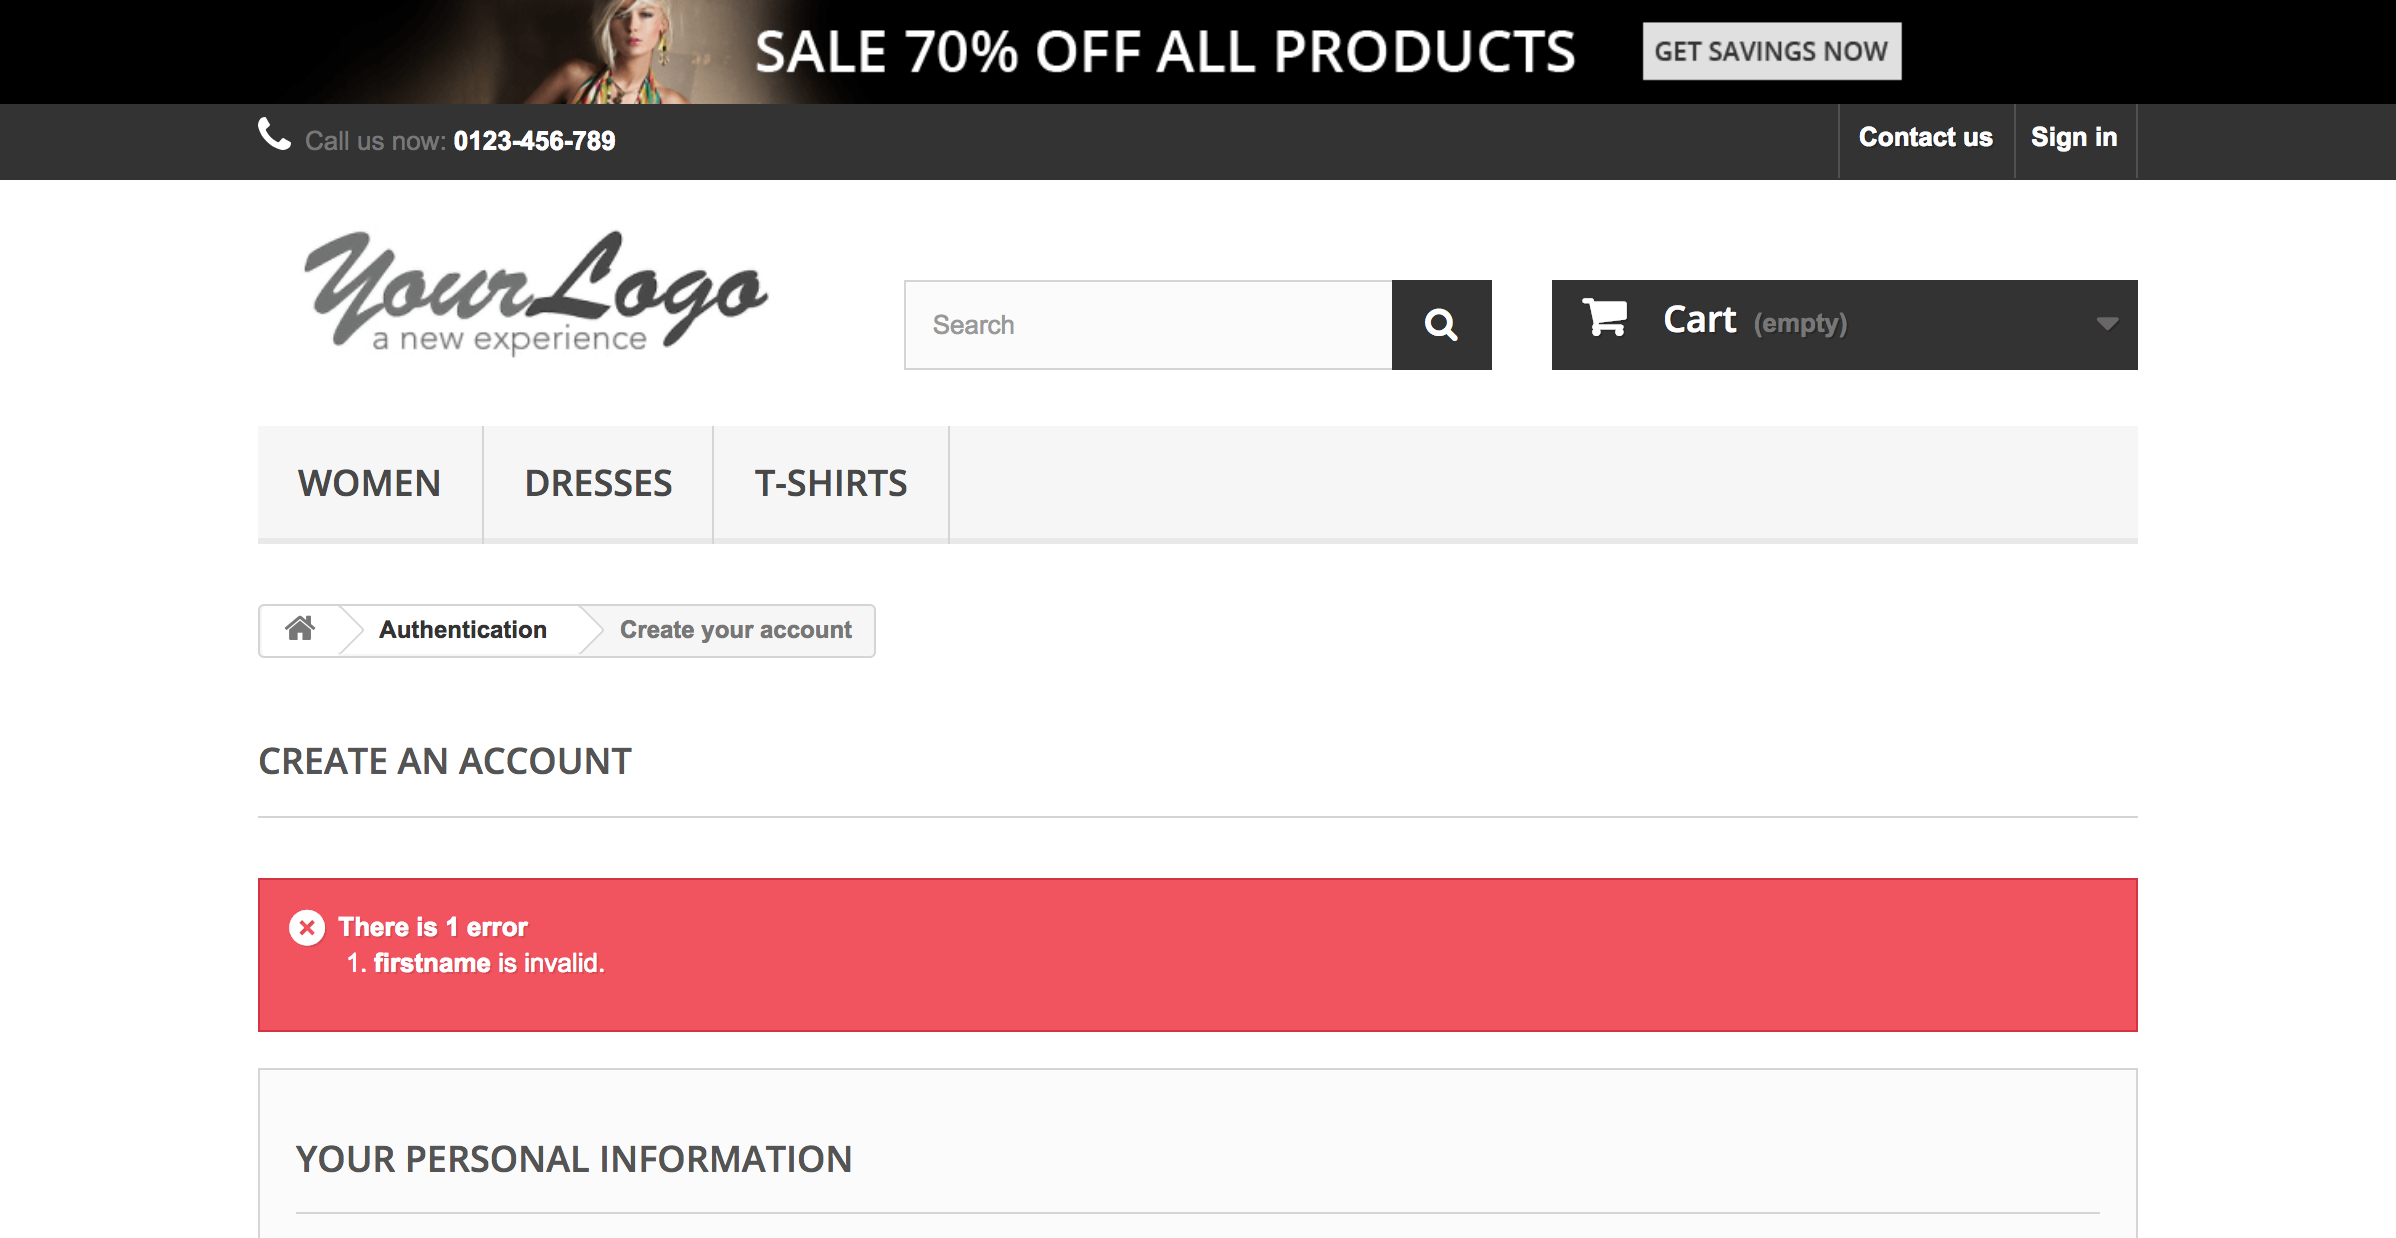 SALE 70% OFF ALL PRODUCTS GET SAVINGS NOW
Call us now: 0123-456-789 Contact us Sign in
YourLogo
a new experience
Search
Cart (empty)
WOMEN DRESSES T-SHIRTS
Authentication Create your account
CREATE AN ACCOUNT
There is 1 error
1. firstname is invalid.
YOUR PERSONAL INFORMATION